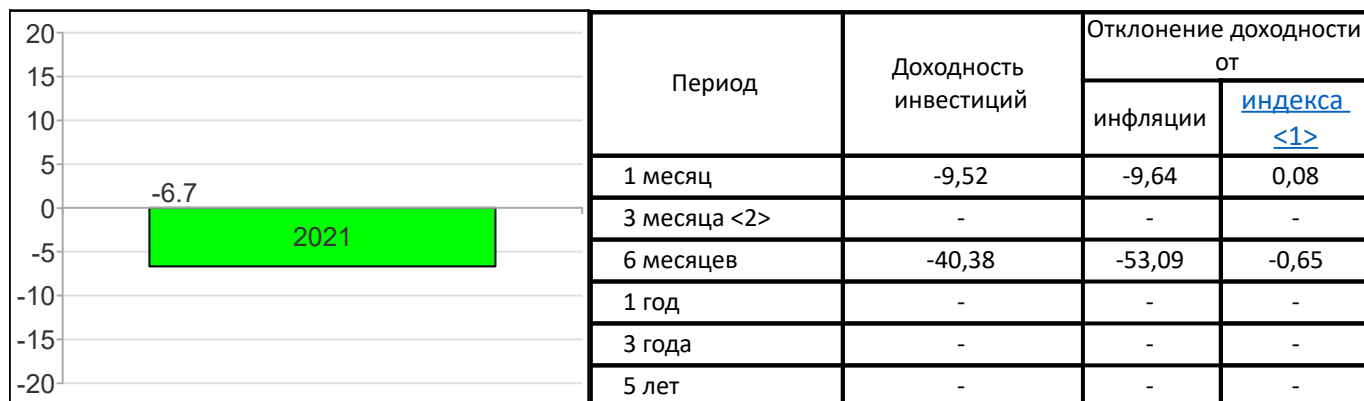 20
15
10
5
0
-5
-10
-15
-20
-6.7
2021
Период
Доходность
инвестиций
Отклонение доходности
от
инфляции
индекса
<1>
1 месяц -9,52 -9,64 0,08
3 месяца <2> - - -
6 месяцев -40,38 -53,09 -0,65
1 год - - -
3 года - - -
5 лет - - -